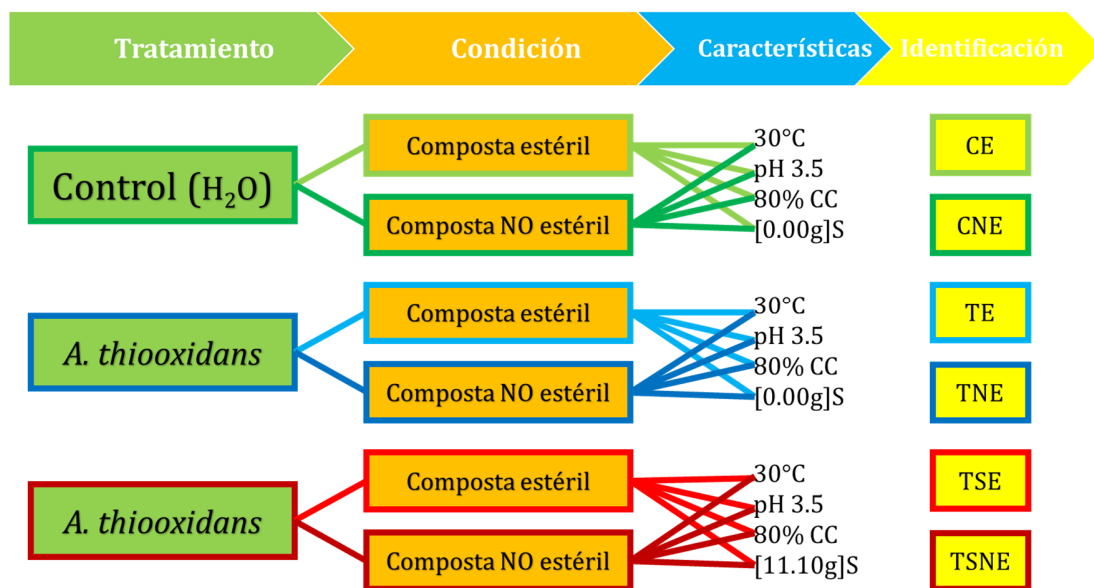 Tratamiento
Condición
Características
Identificación
Control (H₂O)
Composta estéril
Composta NO estéril
30°C
pH 3.5
80% CC
[0.00g]S
CE
CNE
A. thiooxidans
Composta estéril
Composta NO estéril
30°C
pH 3.5
80% CC
[0.00g]S
TE
TNE
A. thiooxidans
Composta estéril
Composta NO estéril
30°C
pH 3.5
80% CC
[11.10g]S
TSE
TSNE